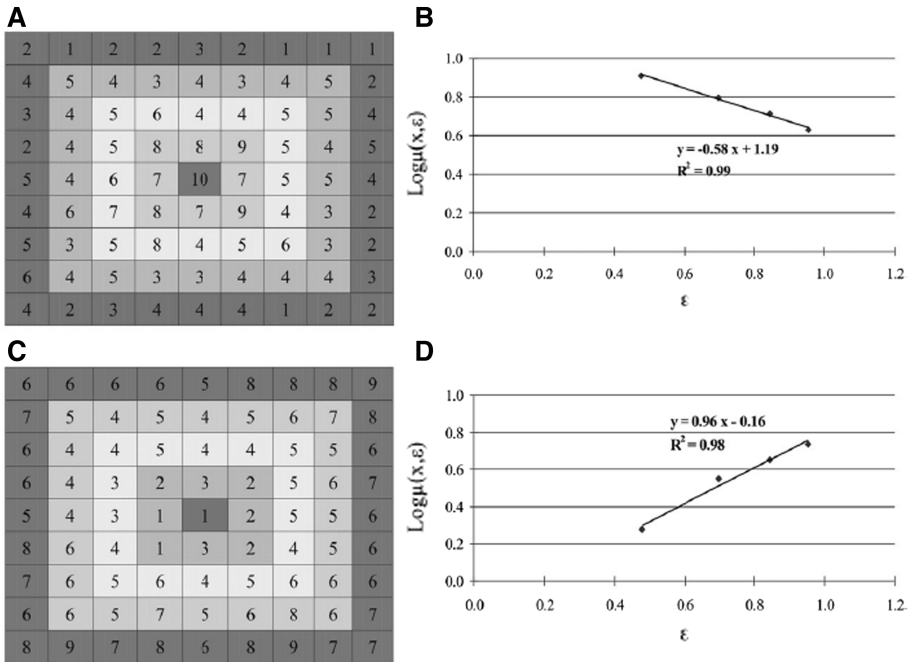 A
2 1 2 2 3 2 1 1 1
4 5 4 3 4 3 4 5 2
3 4 5 6 4 4 5 5 4
2 4 5 8 8 9 5 4 5
5 4 6 7 10 7 5 5 4
4 6 7 8 7 9 4 3 2
5 3 5 8 4 5 6 3 2
6 4 5 3 3 4 4 4 3
4 2 3 4 4 4 1 2 2
B
Logμ(x,ε)
1.0
0.8
0.6
0.4
0.2
0.0
y = -0.58 x + 1.19
R² = 0.99
0.0 0.2 0.4 0.6 0.8 1.0 1.2
ε
C
6 6 6 6 5 8 8 8 9
7 5 4 5 4 5 6 7 8
6 4 4 5 4 4 5 5 6
6 4 3 2 3 2 5 6 7
5 4 3 1 1 2 5 5 6
8 6 4 1 3 2 4 5 6
7 6 5 6 4 5 6 6 6
6 6 5 7 5 6 8 6 7
8 9 7 8 6 8 9 7 7
D
Logμ(x,ε)
1.0
0.8
0.6
0.4
0.2
0.0
y = 0.96 x - 0.16
R² = 0.98
0.0 0.2 0.4 0.6 0.8 1.0 1.2
ε